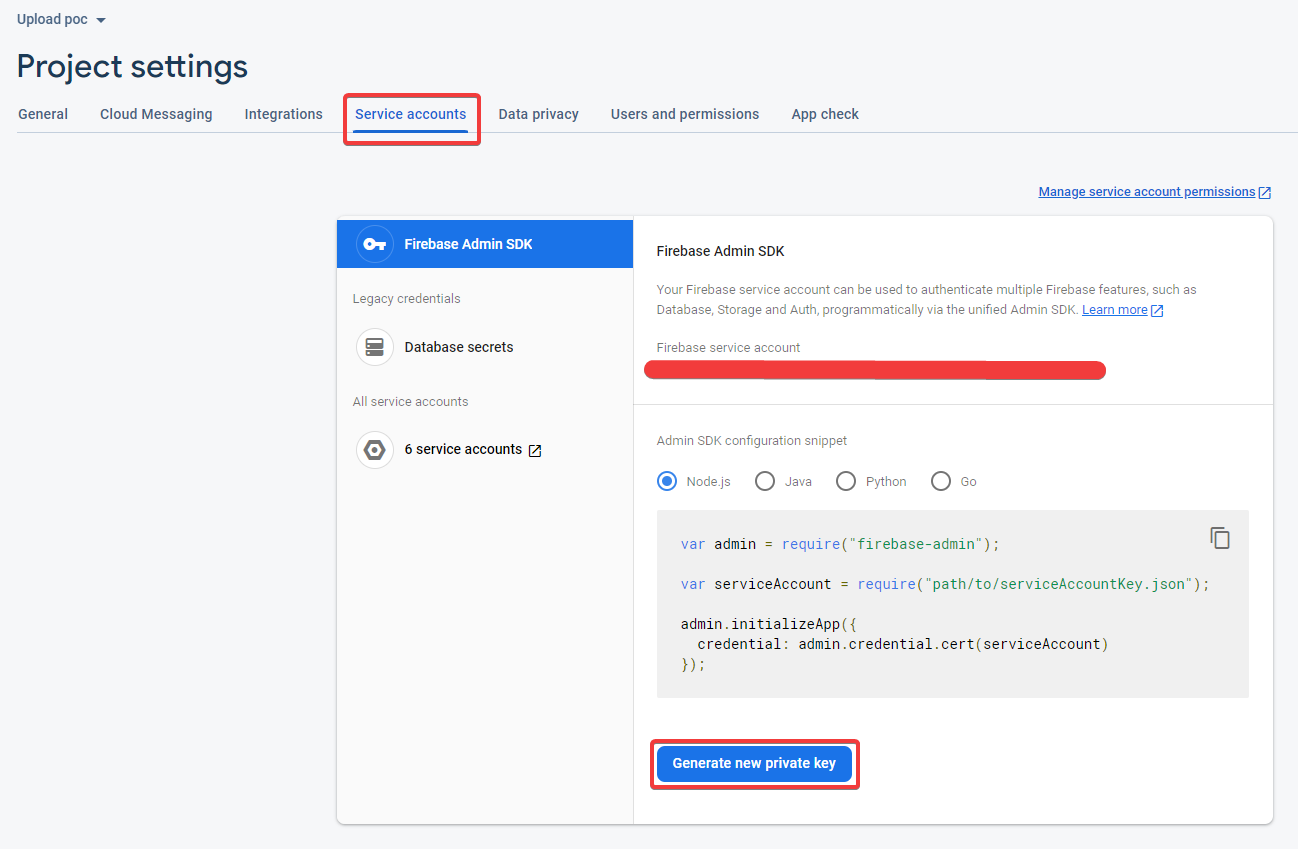 Upload poc
Project settings
General Cloud Messaging Integrations Service accounts Data privacy Users and permissions App check
Manage service account permissions
Firebase Admin SDK
Legacy credentials
Database secrets
All service accounts
6 service accounts
Firebase Admin SDK
Your Firebase service account can be used to authenticate multiple Firebase features, such as
Database, Storage and Auth, programmatically via the unified Admin SDK. Learn more
Firebase service account
Admin SDK configuration snippet
Node.js Java Python Go
var admin = require("firebase-admin");
var serviceAccount = require("path/to/serviceAccountKey.json");
admin.initializeApp({
  credential: admin.credential.cert(serviceAccount)
});
Generate new private key